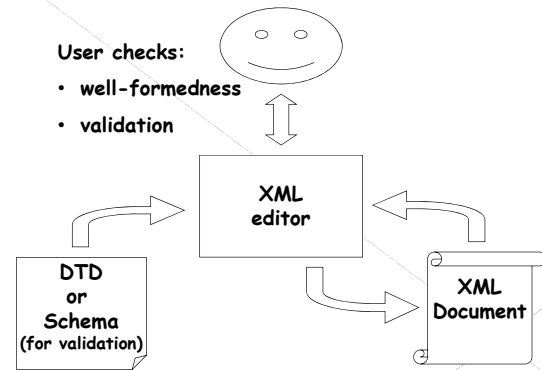 User checks:
• well-formedness
• validation
XML
editor
DTD
or
Schema
(for validation)
XML
Document